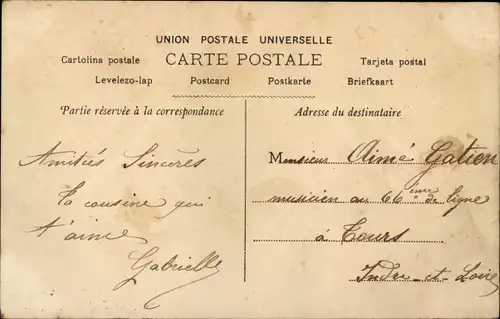 UNION POSTALE UNIVERSELLE
Cartolina postale CARTE POSTALE Tarjeta postal
Levelezo-lap Postcard Postkarte Briefkaart
Partie réservée à la correspondance
Amitiés Sincères
Ta cousine qui
t'aime
Gabrielle
Adresse du destinataire
Monsieur Aimé Gatien
musicien au 66ème de ligne
à Tours
Indre-et-Loire